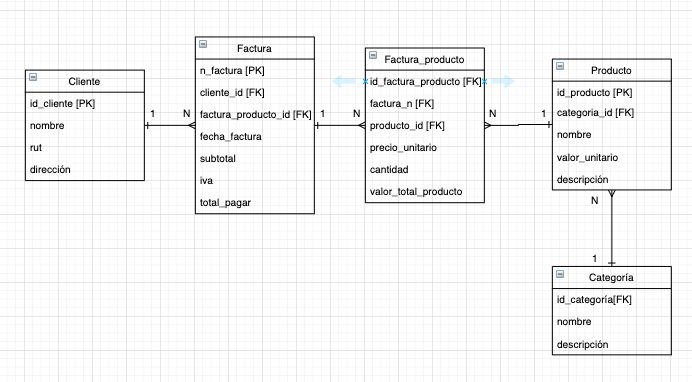 Cliente
id_cliente [PK]
nombre
rut
dirección
1
N
Factura
n_factura [PK]
cliente_id [FK]
factura_producto_id [FK]
fecha_factura
subtotal
iva
total_pagar
1
N
Factura_producto
id_factura_producto [FK]
factura_n [FK]
producto_id [FK]
precio_unitario
cantidad
valor_total_producto
N
1
Producto
id_producto [PK]
categoria_id [FK]
nombre
valor_unitario
descripción
N
1
Categoría
id_categoría[FK]
nombre
descripción